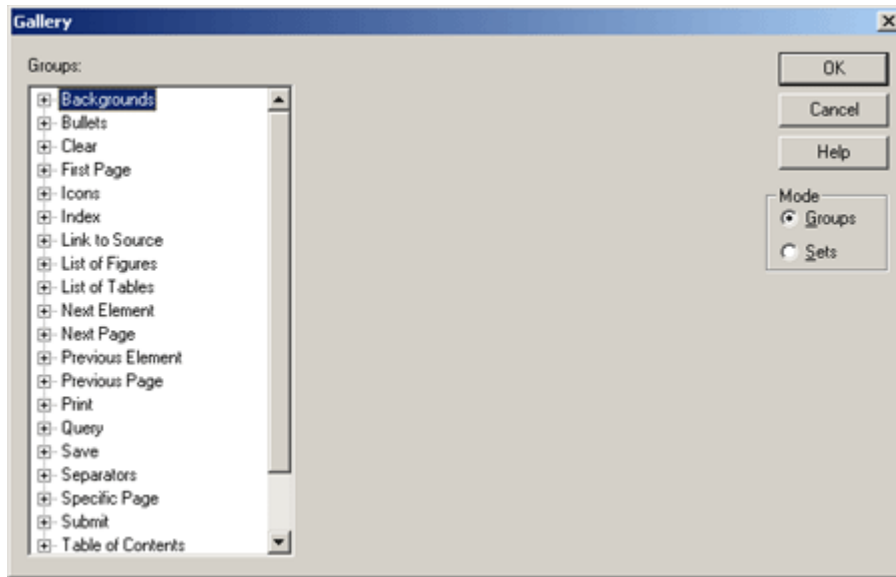 Gallery
Groups:
Backgrounds
Bullets
Clear
First Page
Icons
Index
Link to Source
List of Figures
List of Tables
Next Element
Next Page
Previous Element
Previous Page
Print
Query
Save
Separators
Specific Page
Submit
Table of Contents
OK
Cancel
Help
Mode
Groups
Sets